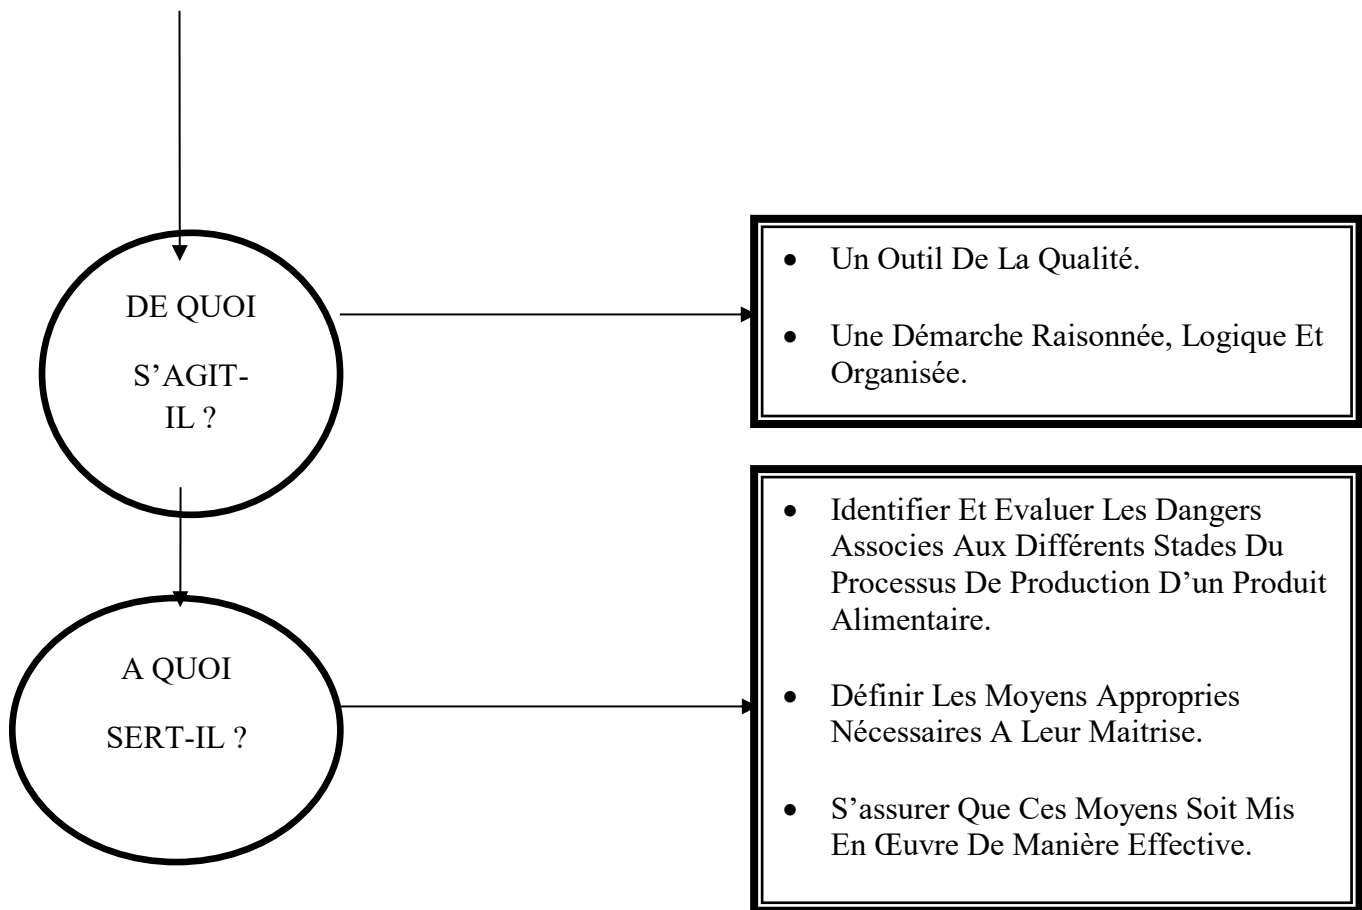 DE QUOI
S’AGIT-
IL ?
• Un Outil De La Qualité.
• Une Démarche Raisonnée, Logique Et
Organisée.
A QUOI
SERT-IL ?
• Identifier Et Evaluer Les Dangers
Associes Aux Différents Stades Du
Processus De Production D’un Produit
Alimentaire.
• Définir Les Moyens Appropries
Nécessaires A Leur Maitrise.
• S’assurer Que Ces Moyens Soit Mis
En Œuvre De Manière Effective.